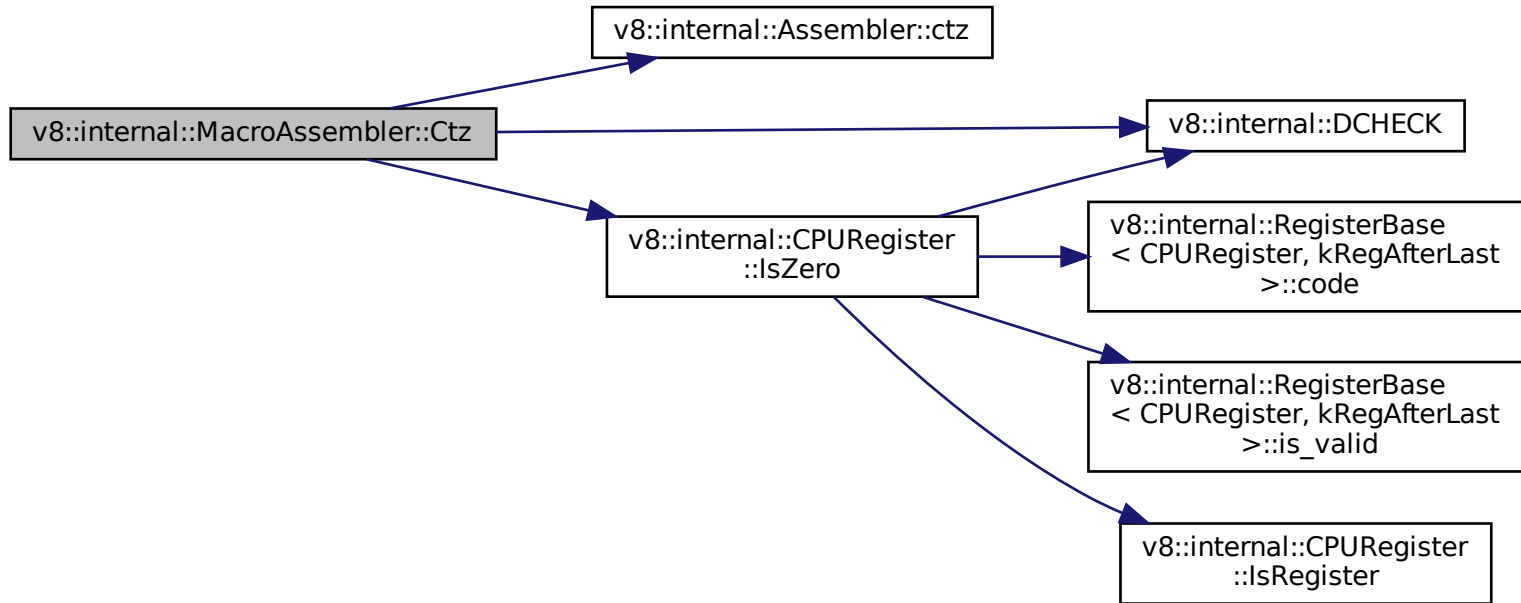 v8::internal::Assembler::ctz
v8::internal::MacroAssembler::Ctz
v8::internal::DCHECK
v8::internal::CPURegister
::IsZero
v8::internal::RegisterBase
< CPURegister, kRegAfterLast
>::code
v8::internal::RegisterBase
< CPURegister, kRegAfterLast
>::is_valid
v8::internal::CPURegister
::IsRegister